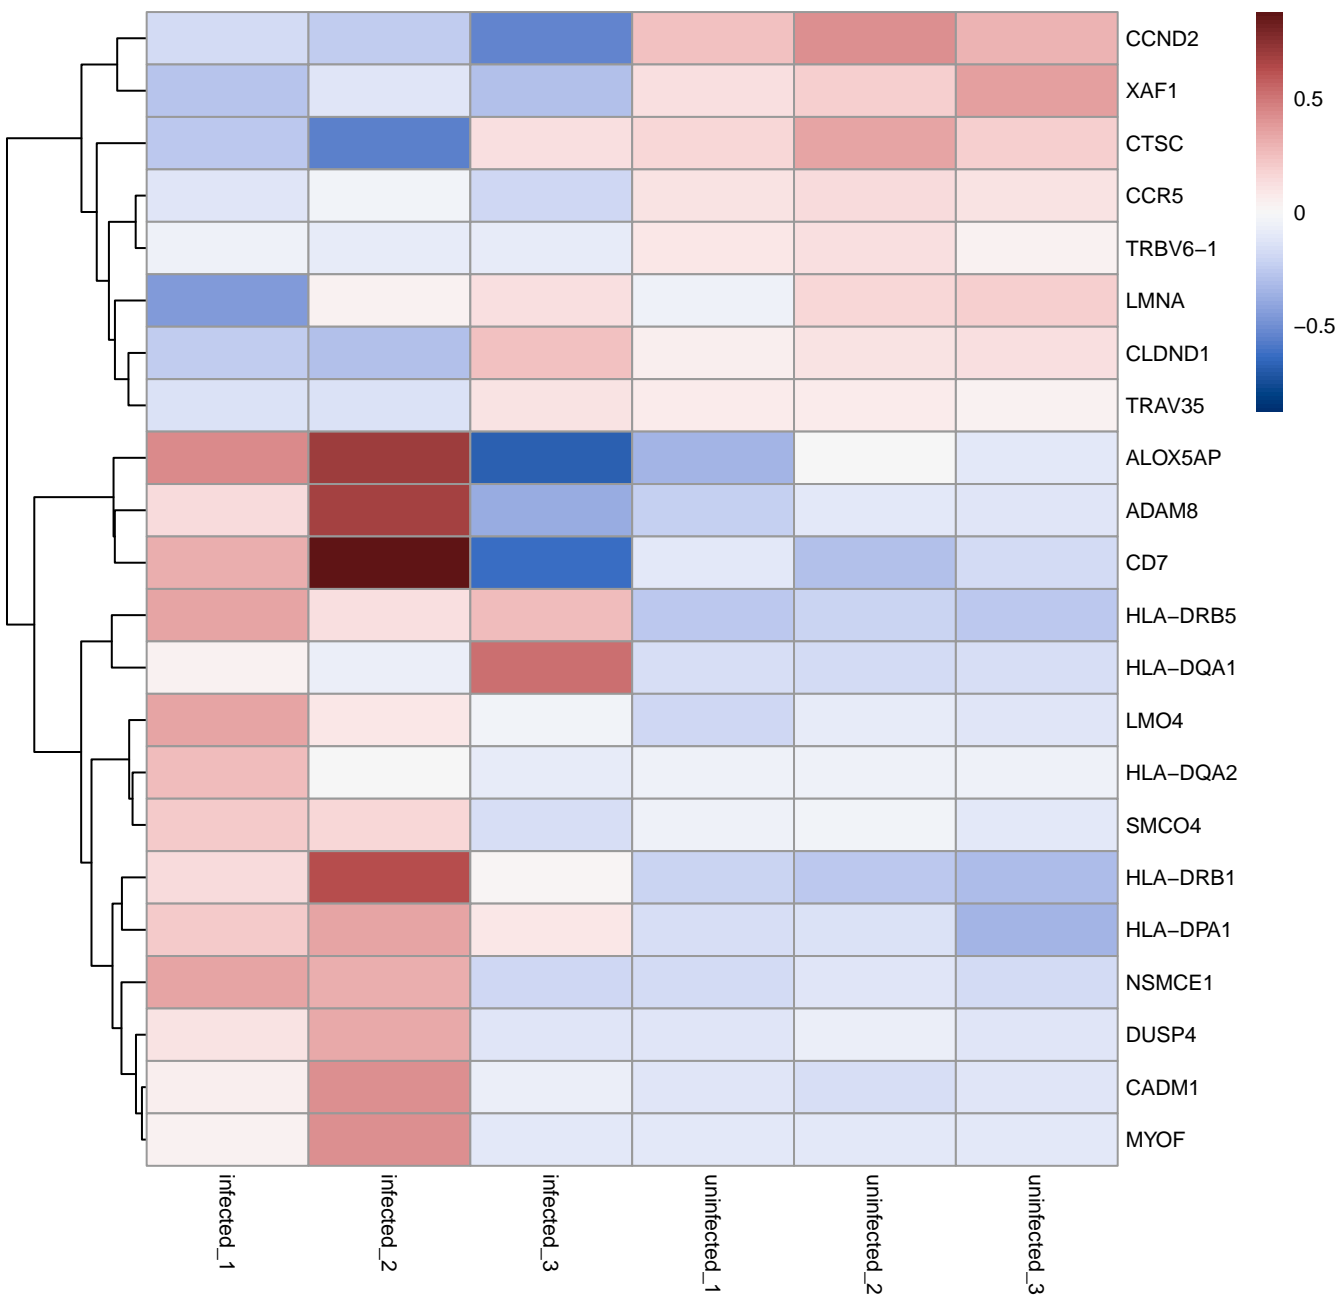 CCND2
XAF1
CTSC
CCR5
TRBV6−1
LMNA
CLDND1
TRAV35
ALOX5AP
ADAM8
CD7
HLA−DRB5
HLA−DQA1
LMO4
HLA−DQA2
SMCO4
HLA−DRB1
HLA−DPA1
NSMCE1
DUSP4
CADM1
MYOF
0.5
0
−0.5
infected_1
infected_2
infected_3
uninfected_1
uninfected_2
uninfected_3